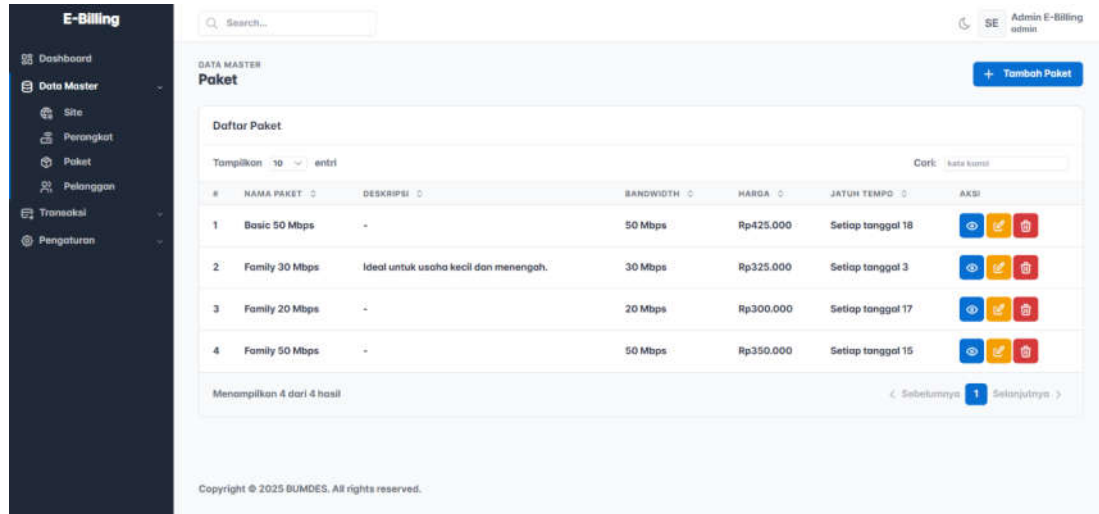 E-Billing
Search...
SE
Admin E-Billing
admin
Dashboard
Data Master
Site
Perangkat
Paket
Pelanggan
Transaksi
Pengaturan
DATA MASTER
Paket
+ Tambah Paket
Daftar Paket
Tampilkan 10 entri
Cari: kata kunci
# NAMA PAKET DESKRIPSI BANDWIDTH HARGA JATUH TEMPO AKSI
1 Basic 50 Mbps - 50 Mbps Rp425.000 Setiap tanggal 18
2 Family 30 Mbps Ideal untuk usaha kecil dan menengah. 30 Mbps Rp325.000 Setiap tanggal 3
3 Family 20 Mbps - 20 Mbps Rp300.000 Setiap tanggal 17
4 Family 50 Mbps - 50 Mbps Rp350.000 Setiap tanggal 15
Menampilkan 4 dari 4 hasil
< Sebelumnya 1 Selanjutnya >
Copyright © 2025 BUMDES. All rights reserved.